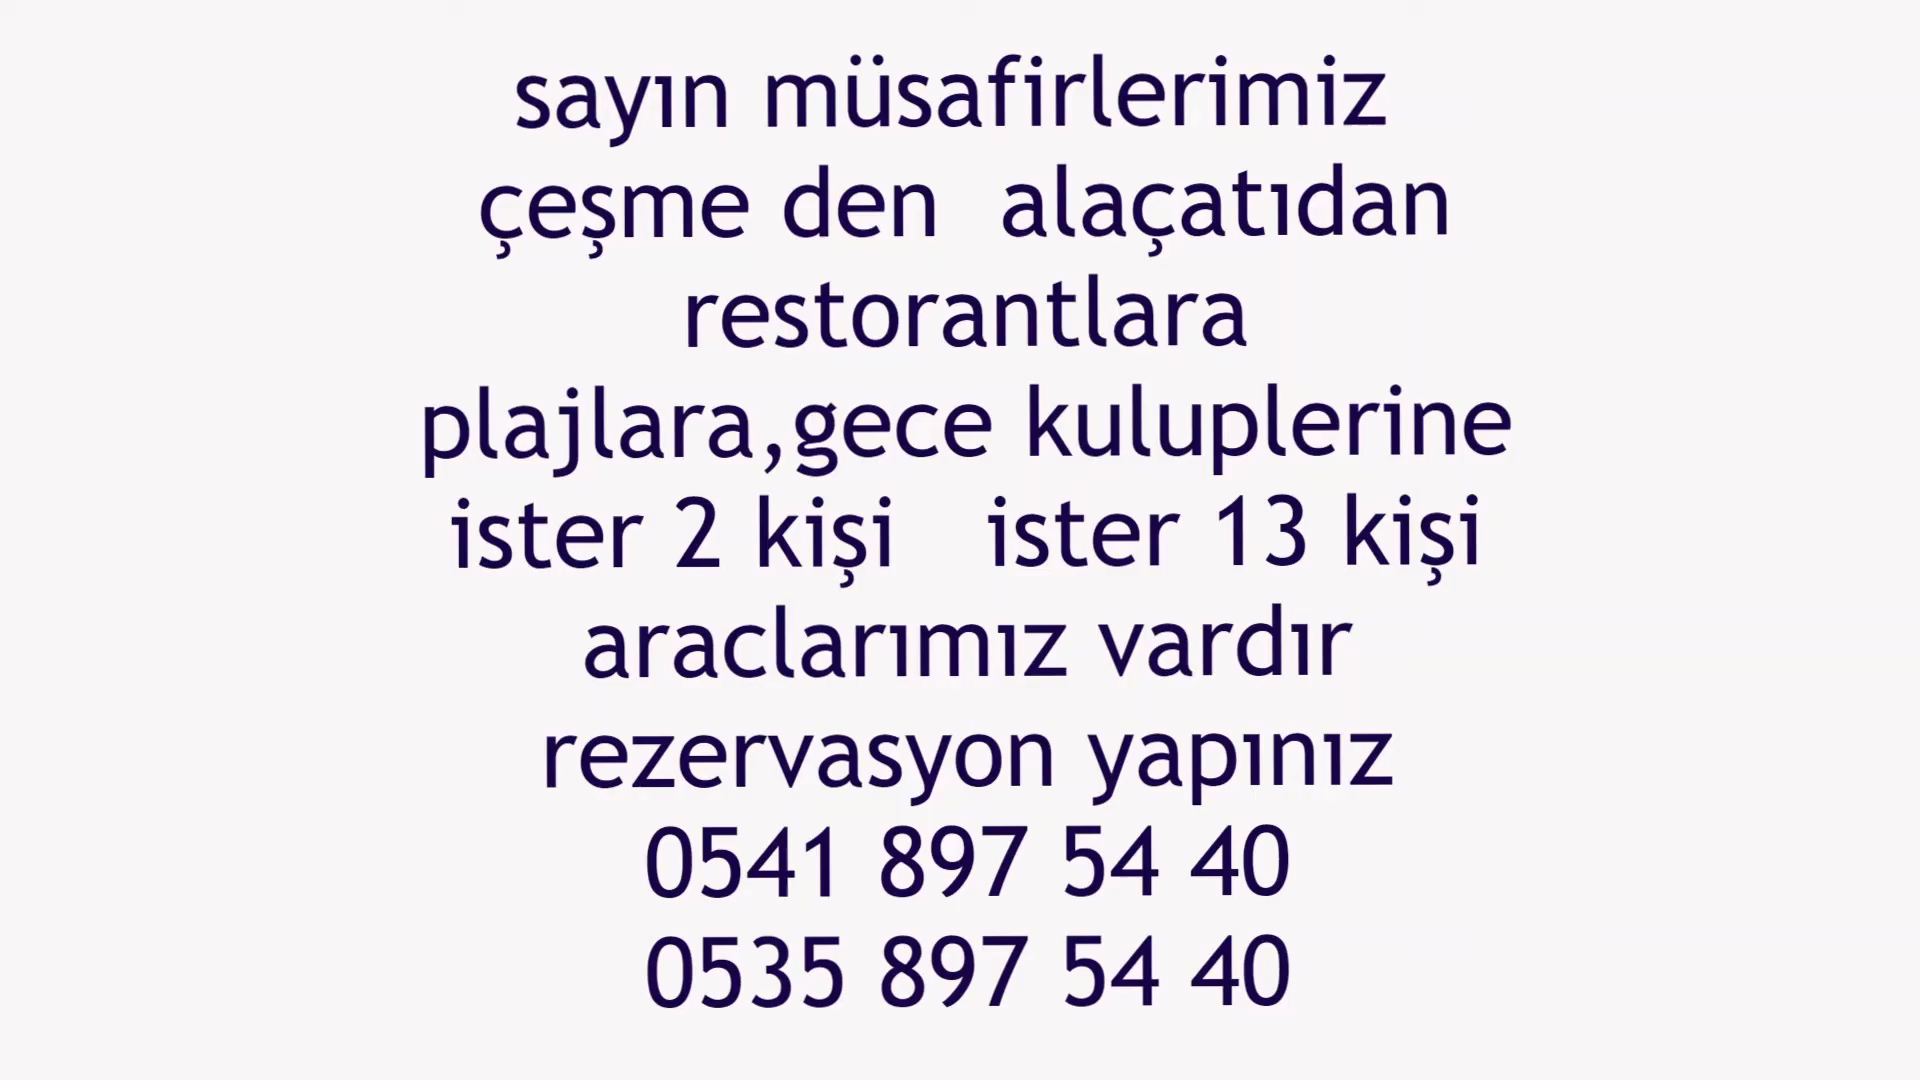 sayın müsafirlerimiz
çeşme den  alaçatıdan
restorantlara
plajlara,gece kuluplerine
ister 2 kişi   ister 13 kişi
araclarımız vardır
rezervasyon yapınız
0541 897 54 40
0535 897 54 40